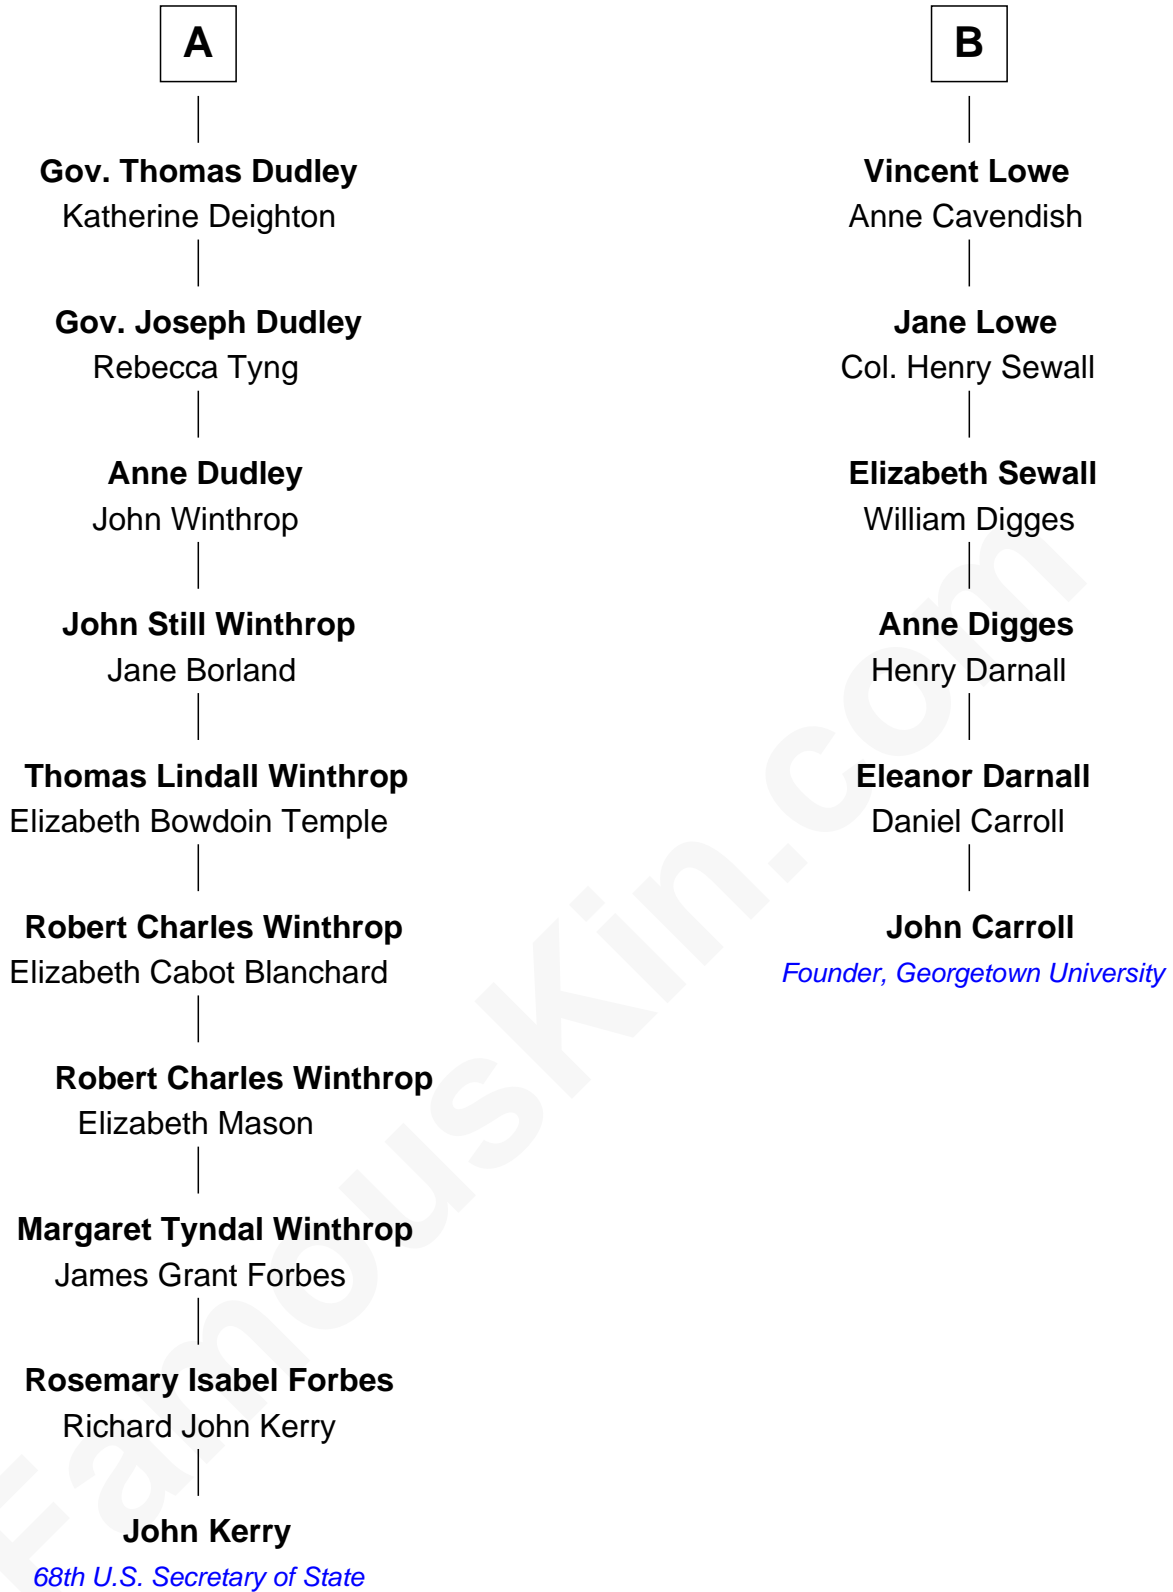 A
Gov. Thomas Dudley
Katherine Deighton
Gov. Joseph Dudley
Rebecca Tyng
Anne Dudley
John Winthrop
John Still Winthrop
Jane Borland
Thomas Lindall Winthrop
Elizabeth Bowdoin Temple
Robert Charles Winthrop
Elizabeth Cabot Blanchard
Robert Charles Winthrop
Elizabeth Mason
Margaret Tyndal Winthrop
James Grant Forbes
Rosemary Isabel Forbes
Richard John Kerry
John Kerry
68th U.S. Secretary of State
B
Vincent Lowe
Anne Cavendish
Jane Lowe
Col. Henry Sewall
Elizabeth Sewall
William Digges
Anne Digges
Henry Darnall
Eleanor Darnall
Daniel Carroll
John Carroll
Founder, Georgetown University
FamousKin.com